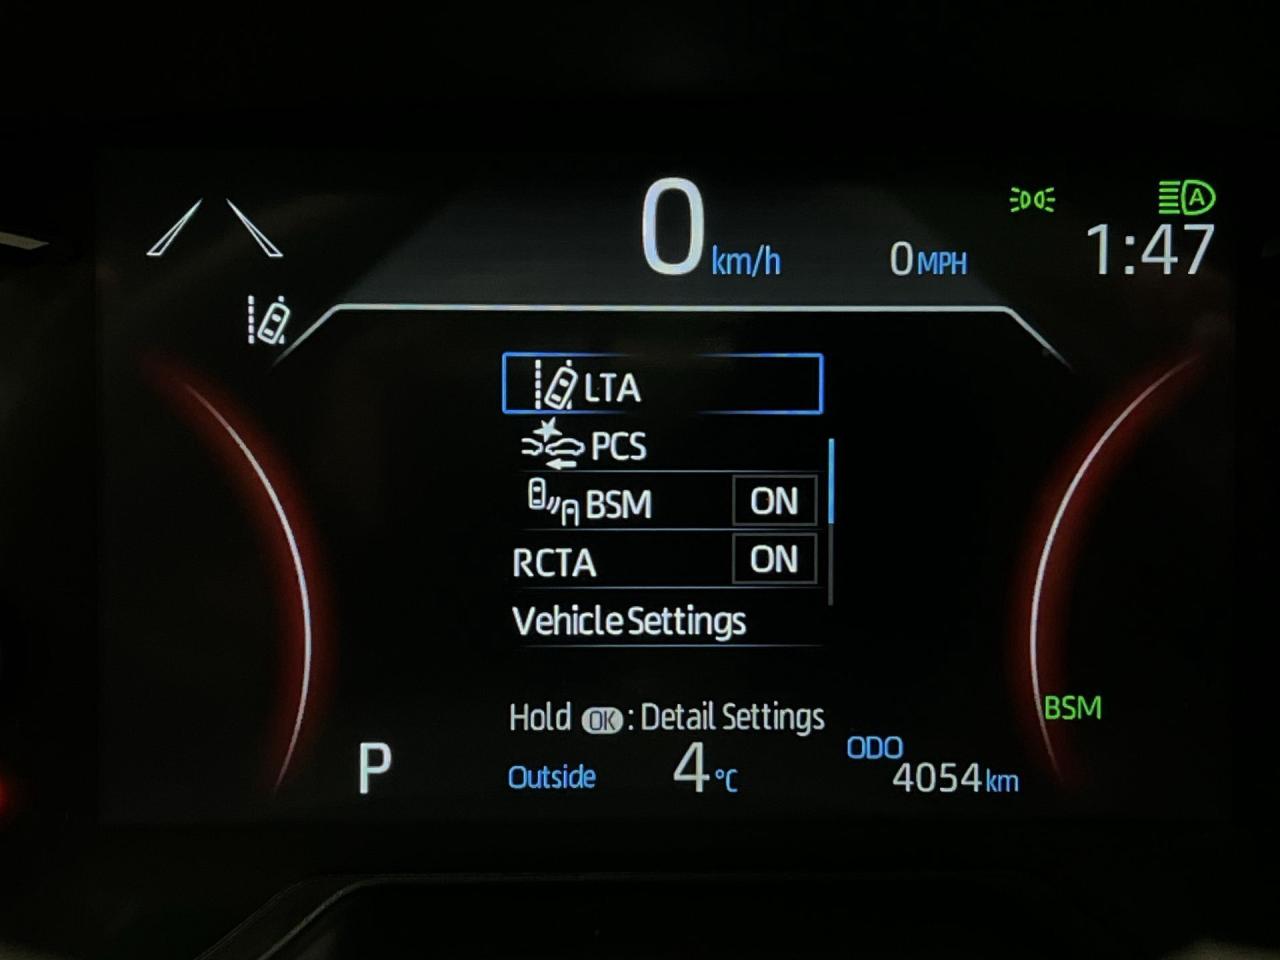 0 km/h
0 MPH
A
1:47
LTA
PCS
BSM ON
RCTA ON
Vehicle Settings
Hold OK : Detail Settings
BSM
P
Outside 4 °C
ODO
4054 km